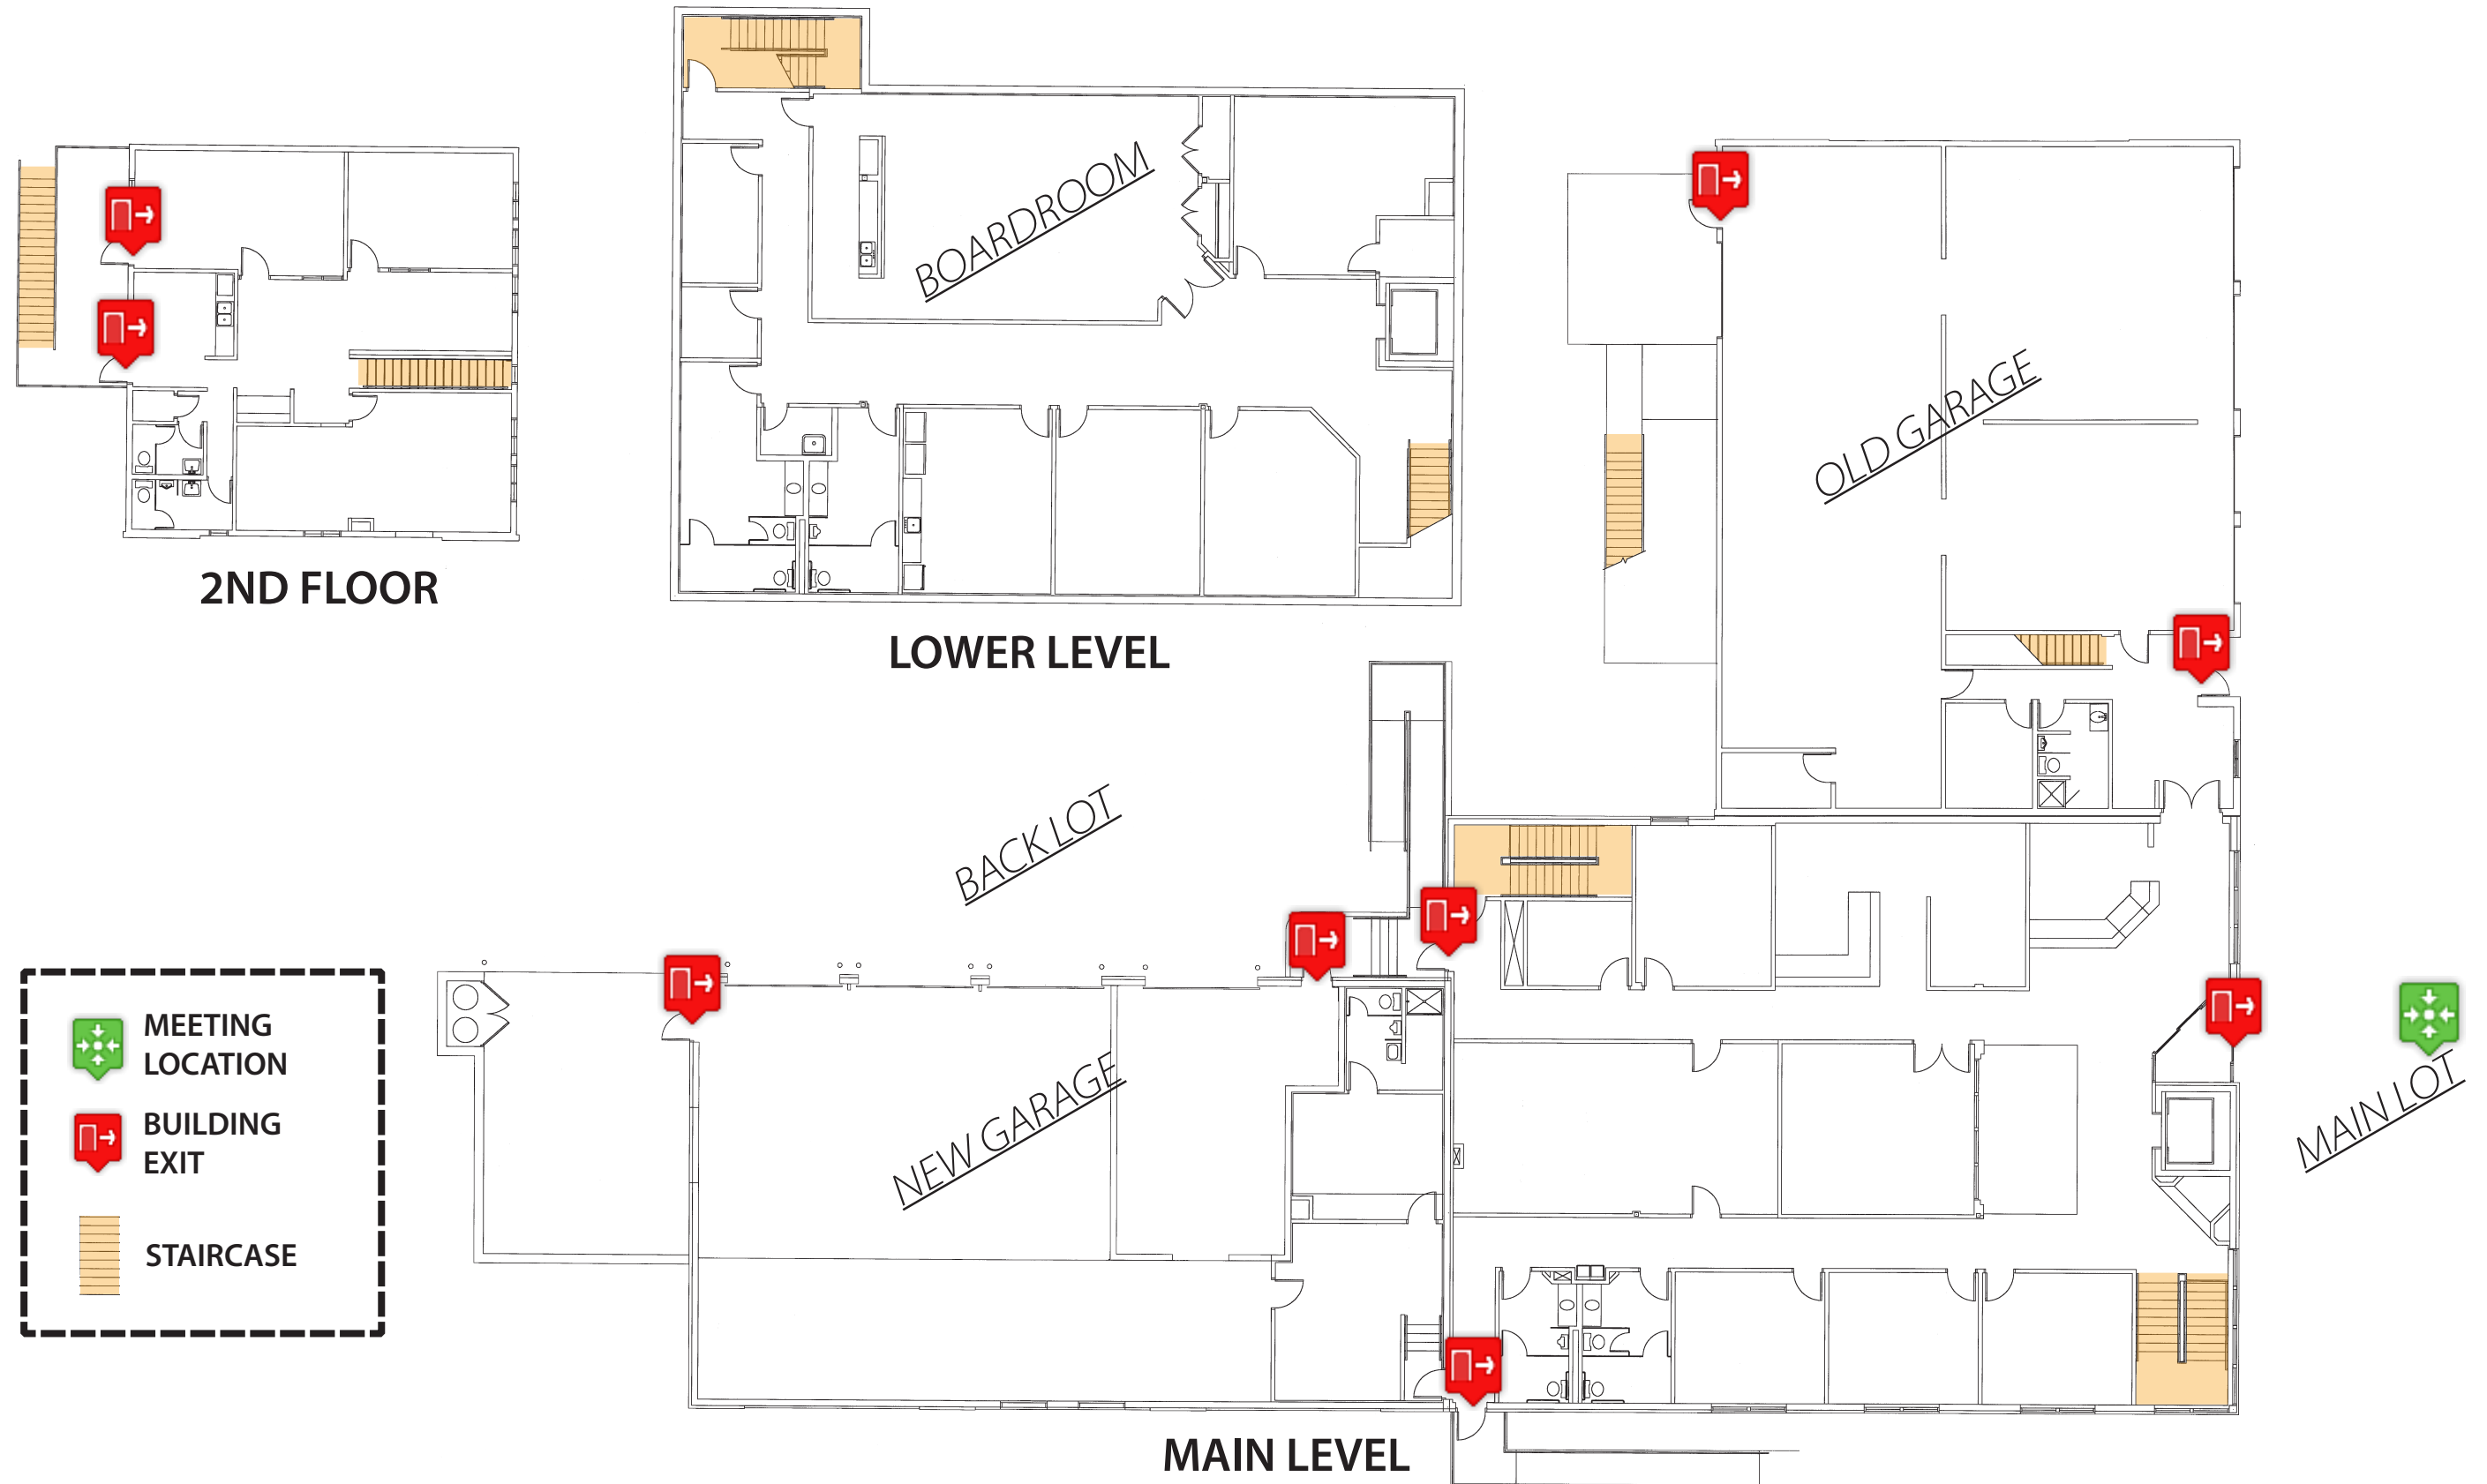 BOARDROOM
OLD GARAGE
2ND FLOOR
LOWER LEVEL
BACK LOT
MEETING
LOCATION
BUILDING
EXIT
STAIRCASE
NEW GARAGE
MAIN LOT
MAIN LEVEL